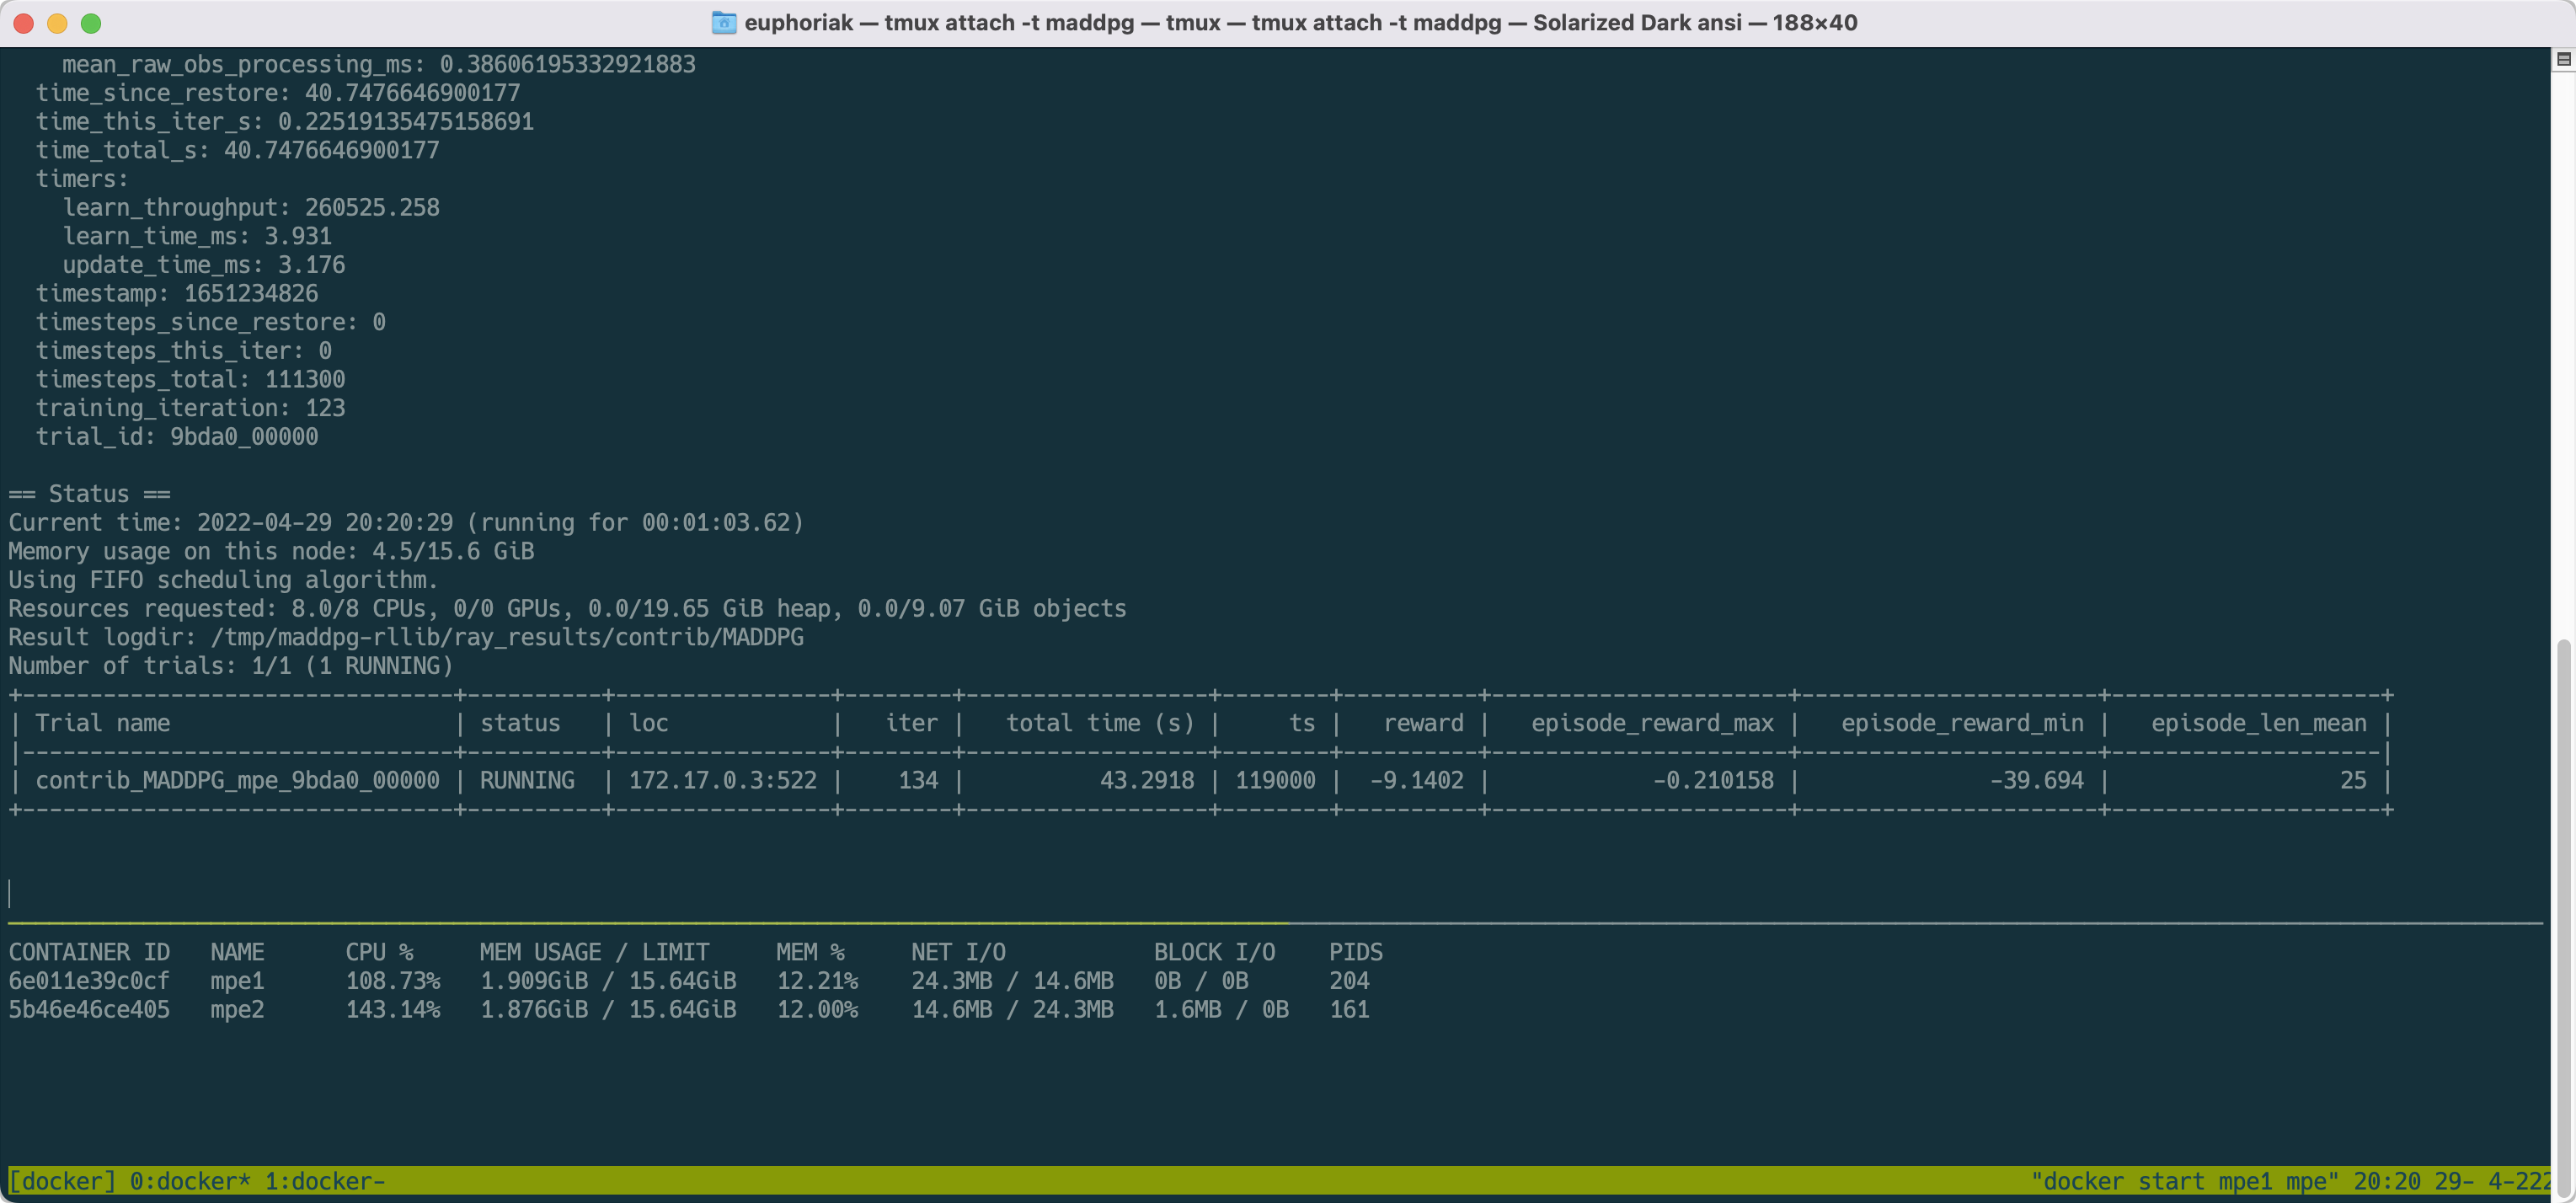 euphoriak — tmux attach -t maddpg — tmux — tmux attach -t maddpg — Solarized Dark ansi — 188×40
mean_raw_obs_processing_ms: 0.38606195332921883
time_since_restore: 40.7476646900177
time_this_iter_s: 0.22519135475158691
time_total_s: 40.7476646900177
timers:
learn_throughput: 260525.258
learn_time_ms: 3.931
update_time_ms: 3.176
timestamp: 1651234826
timesteps_since_restore: 0
timesteps_this_iter: 0
timesteps_total: 111300
training_iteration: 123
trial_id: 9bda0_00000
== Status ==
Current time: 2022-04-29 20:20:29 (running for 00:01:03.62)
Memory usage on this node: 4.5/15.6 GiB
Using FIFO scheduling algorithm.
Resources requested: 8.0/8 CPUs, 0/0 GPUs, 0.0/19.65 GiB heap, 0.0/9.07 GiB objects
Result logdir: /tmp/maddpg-rllib/ray_results/contrib/MADDPG
Number of trials: 1/1 (1 RUNNING)
+--------------------------------+----------+----------------+--------+------------------+--------+----------+----------------------+----------------------+--------------------+
| Trial name                     | status   | loc            |   iter |   total time (s) |     ts |   reward |   episode_reward_max |   episode_reward_min |   episode_len_mean |
|--------------------------------+----------+----------------+--------+------------------+--------+----------+----------------------+----------------------+--------------------|
| contrib_MADDPG_mpe_9bda0_00000 | RUNNING  | 172.17.0.3:522 |    134 |          43.2918 | 119000 |  -9.1402 |            -0.210158 |              -39.694 |                 25 |
+--------------------------------+----------+----------------+--------+------------------+--------+----------+----------------------+----------------------+--------------------+
CONTAINER ID   NAME      CPU %     MEM USAGE / LIMIT     MEM %     NET I/O           BLOCK I/O    PIDS
6e011e39c0cf   mpe1      108.73%   1.909GiB / 15.64GiB   12.21%    24.3MB / 14.6MB   0B / 0B      204
5b46e46ce405   mpe2      143.14%   1.876GiB / 15.64GiB   12.00%    14.6MB / 24.3MB   1.6MB / 0B   161
[docker] 0:docker* 1:docker- "docker start mpe1 mpe" 20:20 29- 4-222